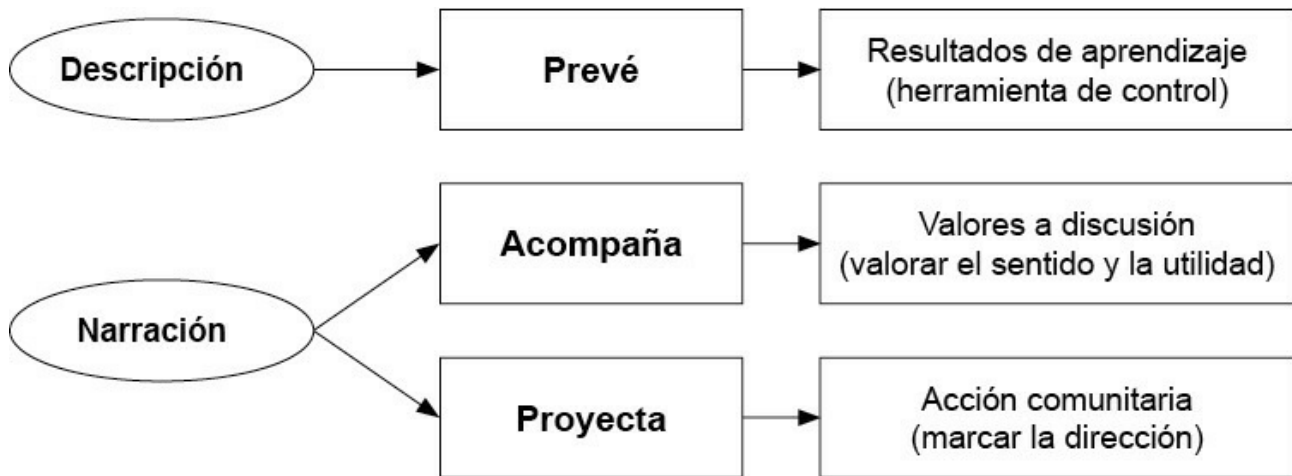 Descripción
Prevé
Resultados de aprendizaje
(herramienta de control)
Narración
Acompaña
Valores a discusión
(valorar el sentido y la utilidad)
Proyecta
Acción comunitaria
(marcar la dirección)